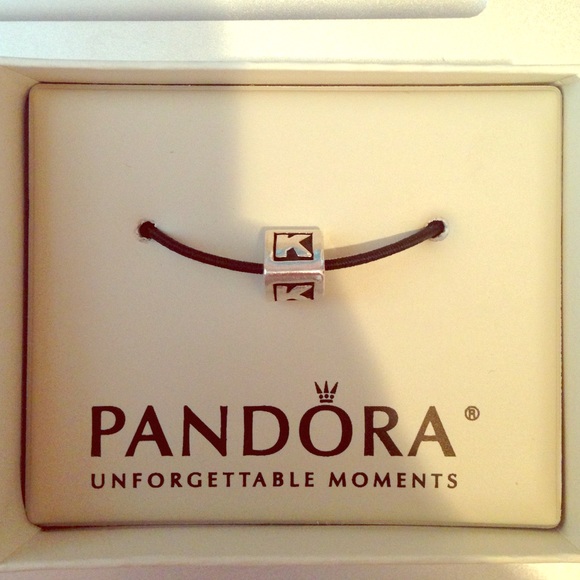 K
K
PANDORA®
UNFORGETTABLE MOMENTS